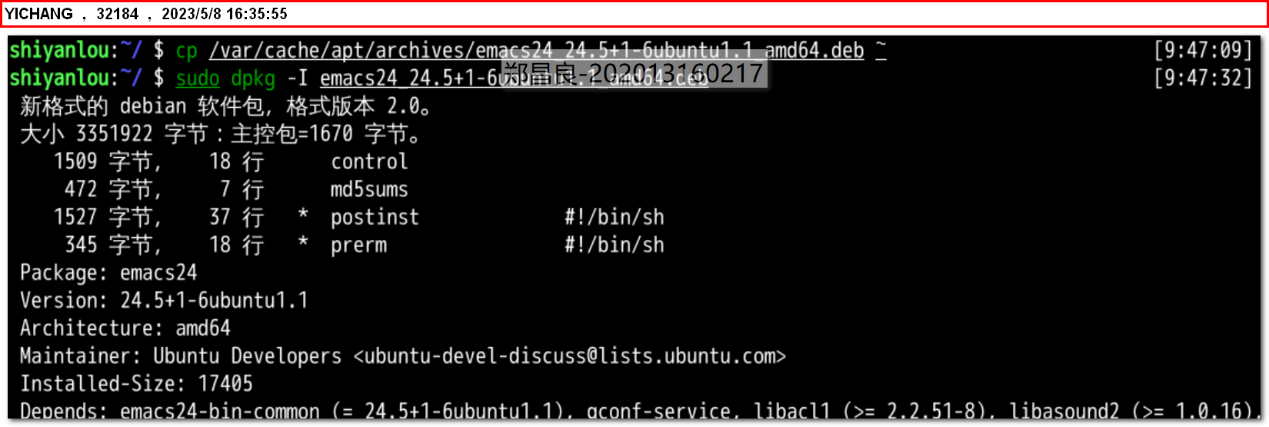 YICHANG , 32184 , 2023/5/8 16:35:55
shiyanlou:~/ $ cp /var/cache/apt/archives/emacs24_24.5+1-6ubuntu1.1_amd64.deb ~ [9:47:09]
郑昌良-202013160217
shiyanlou:~/ $ sudo dpkg -I emacs24_24.5+1-6ubuntu1.1_amd64.deb [9:47:32]
新格式的 debian 软件包，格式版本 2.0。
大小 3351922 字节：主控包=1670 字节。
1509 字节， 18 行 control
472 字节， 7 行 md5sums
1527 字节， 37 行 * postinst #!/bin/sh
345 字节， 18 行 * prerm #!/bin/sh
Package: emacs24
Version: 24.5+1-6ubuntu1.1
Architecture: amd64
Maintainer: Ubuntu Developers <ubuntu-devel-discuss@lists.ubuntu.com>
Installed-Size: 17405
Depends: emacs24-bin-common (= 24.5+1-6ubuntu1.1), gconf-service, libacl1 (>= 2.2.51-8), libasound2 (>= 1.0.16),